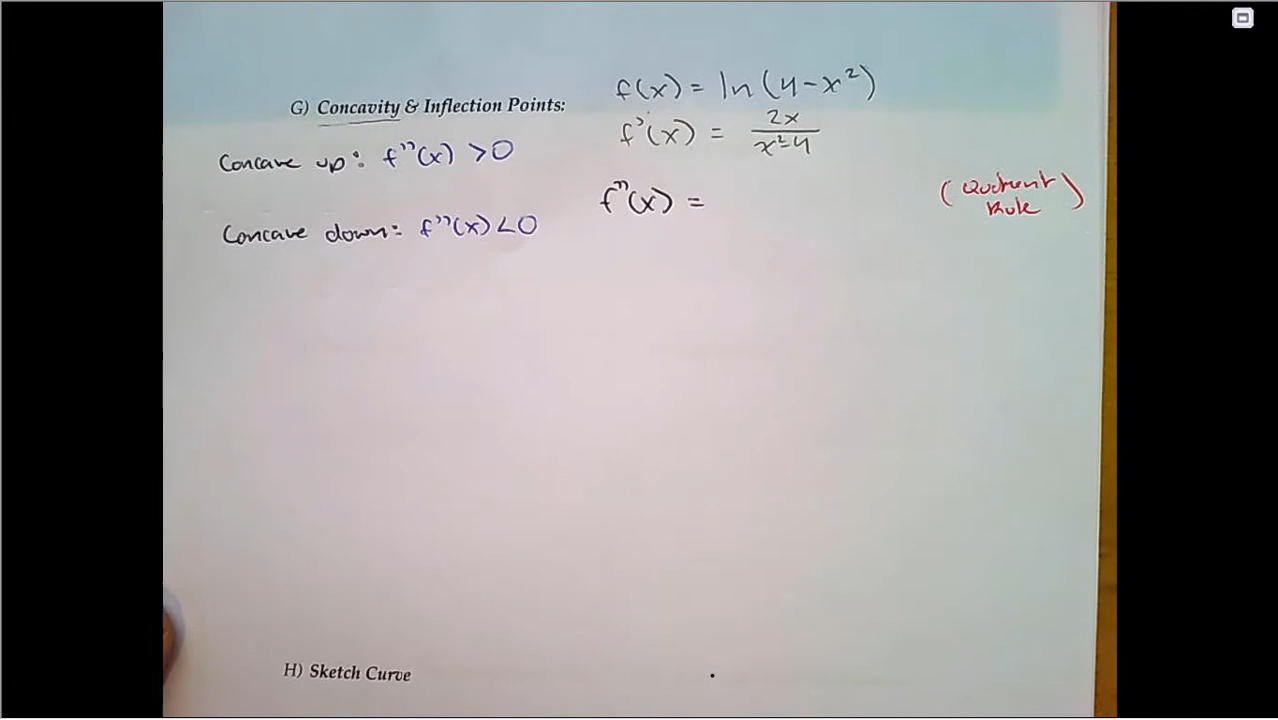 G) Concavity & Inflection Points:
f(x) = ln(4-x²)
f'(x) = 2x / x²-4
Concave up: f''(x) >0
f''(x) =
(Quotient
Rule)
Concave down: f''(x) <0
H) Sketch Curve